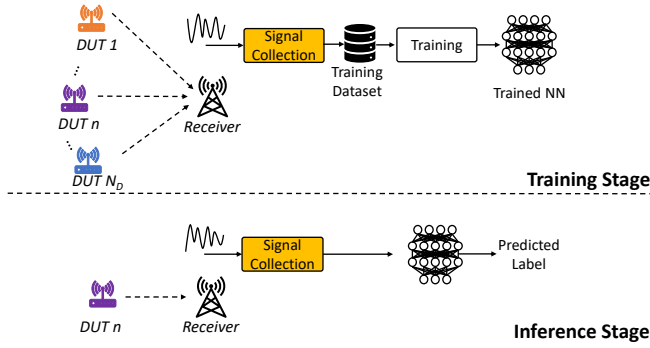 DUT 1
DUT n
DUT N_D
Receiver
Signal
Collection
Training
Dataset
Training
Trained NN
Training Stage
DUT n
Receiver
Signal
Collection
Predicted
Label
Inference Stage